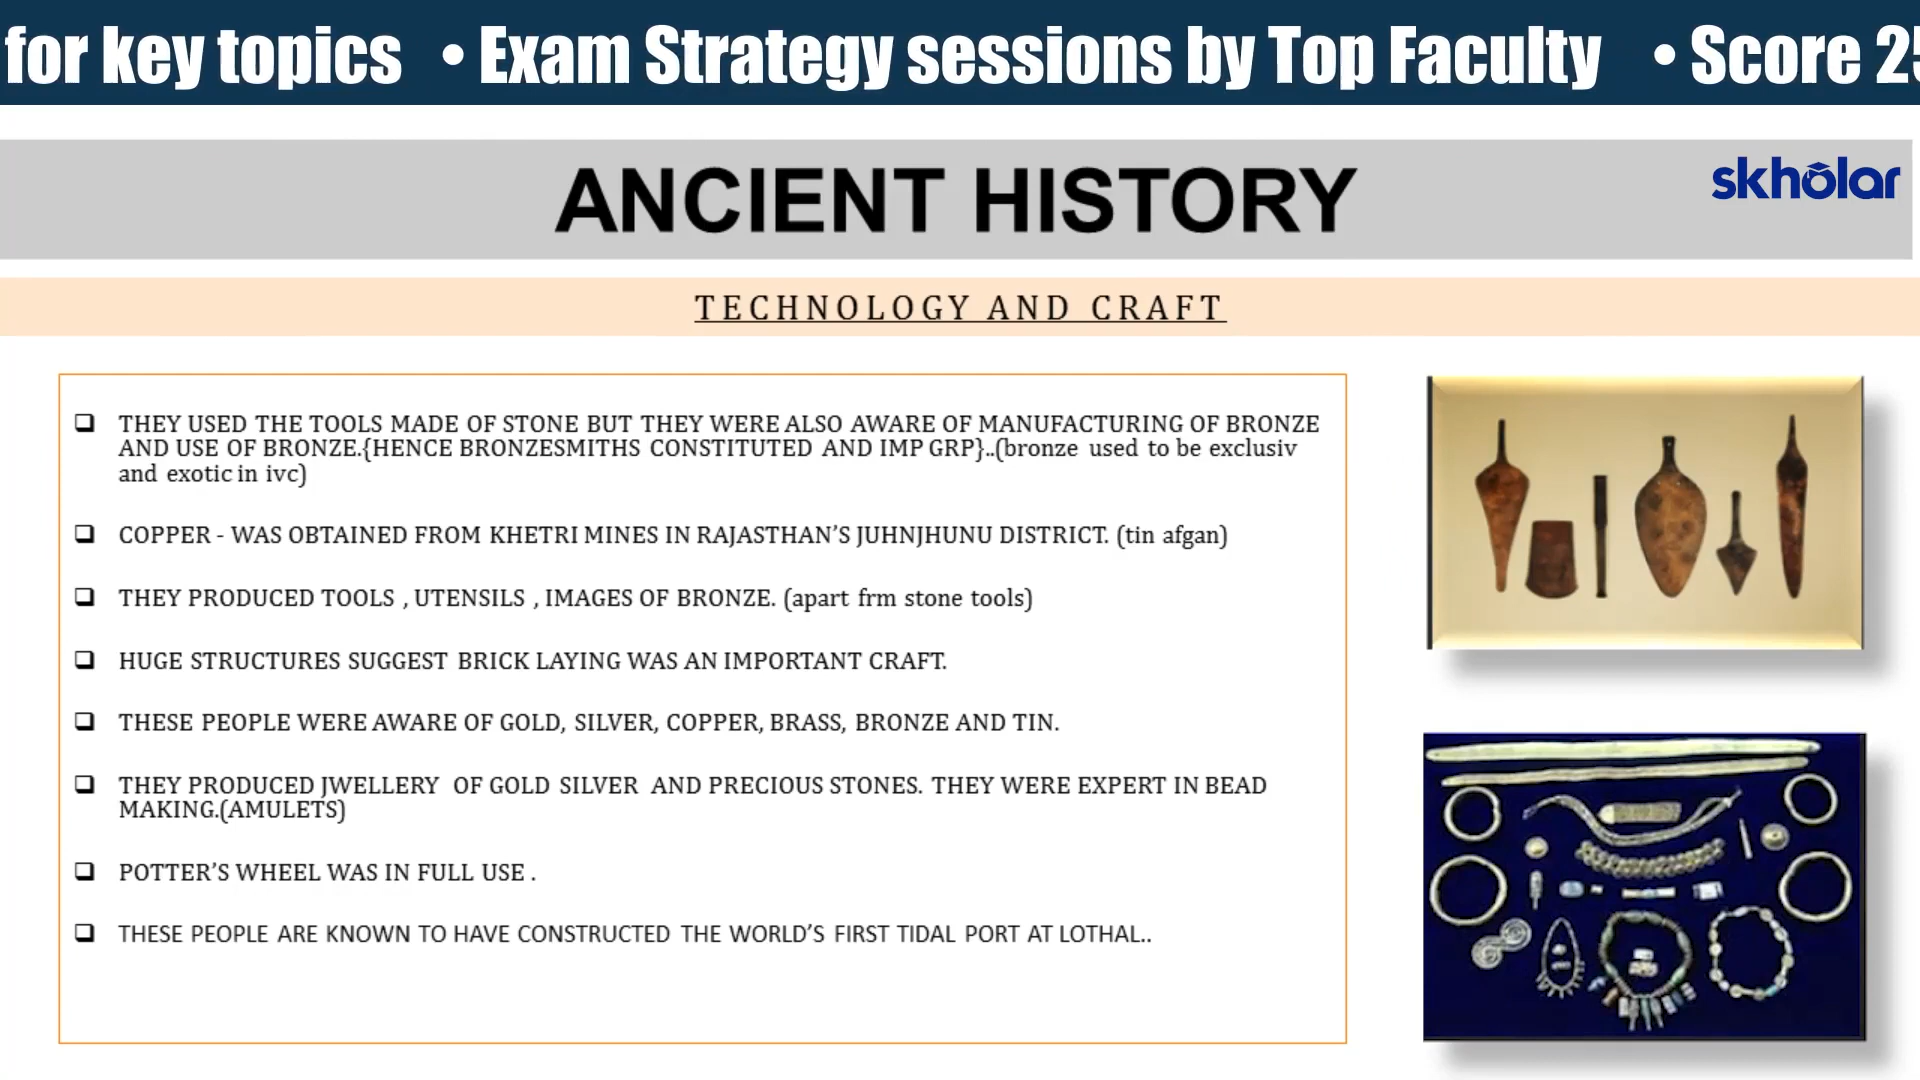 for key topics • Exam Strategy sessions by Top Faculty • Score 25
ANCIENT HISTORY
skholar
TECHNOLOGY AND CRAFT
❑ THEY USED THE TOOLS MADE OF STONE BUT THEY WERE ALSO AWARE OF MANUFACTURING OF BRONZE
AND USE OF BRONZE.{HENCE BRONZESMITHS CONSTITUTED AND IMP GRP}..(bronze used to be exclusiv
and exotic in ivc)
❑ COPPER - WAS OBTAINED FROM KHETRI MINES IN RAJASTHAN’S JUHNJHUNU DISTRICT. (tin afgan)
❑ THEY PRODUCED TOOLS , UTENSILS , IMAGES OF BRONZE. (apart frm stone tools)
❑ HUGE STRUCTURES SUGGEST BRICK LAYING WAS AN IMPORTANT CRAFT.
❑ THESE PEOPLE WERE AWARE OF GOLD, SILVER, COPPER, BRASS, BRONZE AND TIN.
❑ THEY PRODUCED JWELLERY OF GOLD SILVER AND PRECIOUS STONES. THEY WERE EXPERT IN BEAD
MAKING.(AMULETS)
❑ POTTER’S WHEEL WAS IN FULL USE .
❑ THESE PEOPLE ARE KNOWN TO HAVE CONSTRUCTED THE WORLD’S FIRST TIDAL PORT AT LOTHAL..